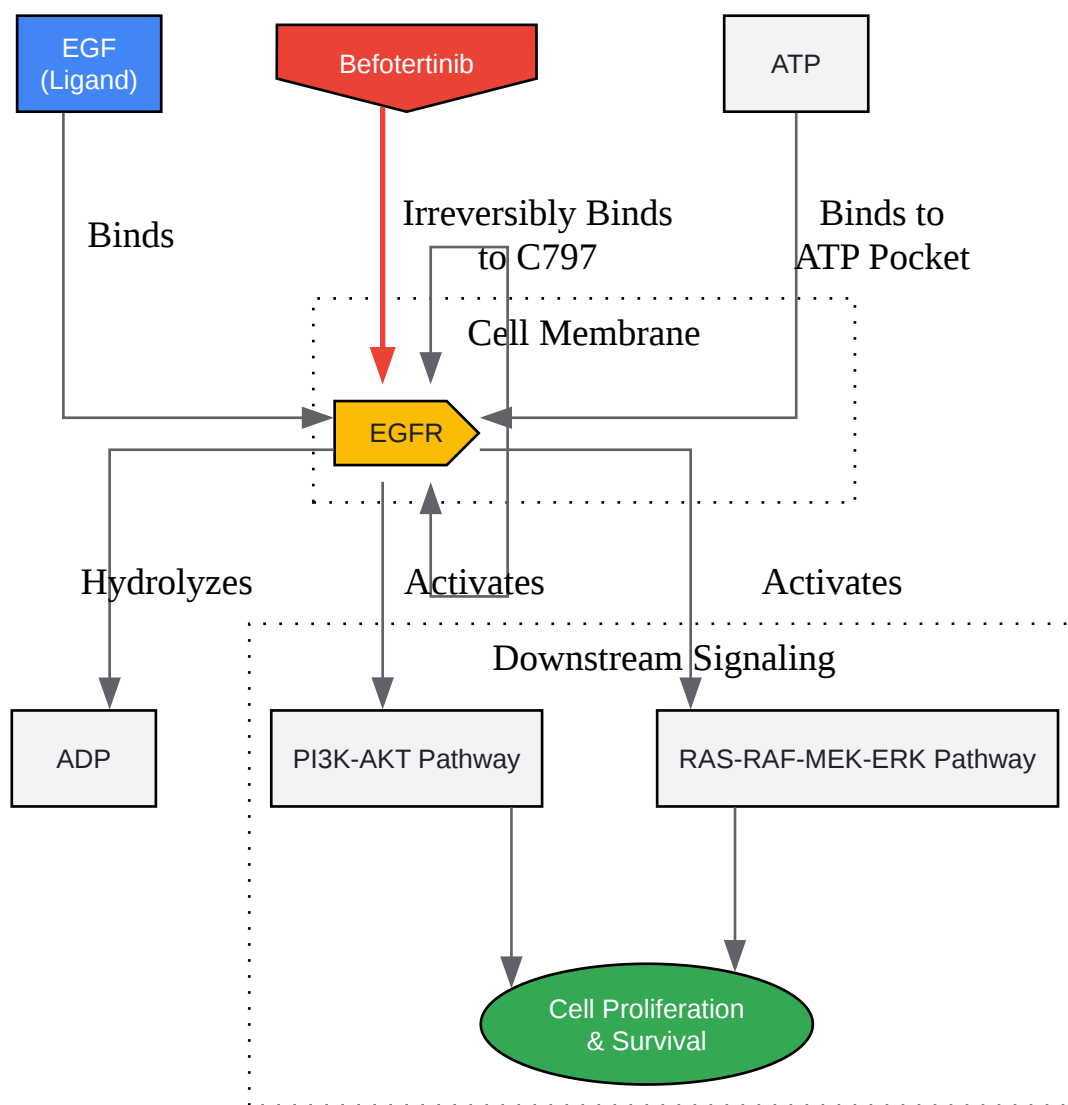 EGF
(Ligand)
Befotertinib
ATP
Binds
Irreversibly Binds
to C797
Binds to
ATP Pocket
Cell Membrane
EGFR
Hydrolyzes
Activates
Activates
Downstream Signaling
ADP
PI3K-AKT Pathway
RAS-RAF-MEK-ERK Pathway
Cell Proliferation
& Survival